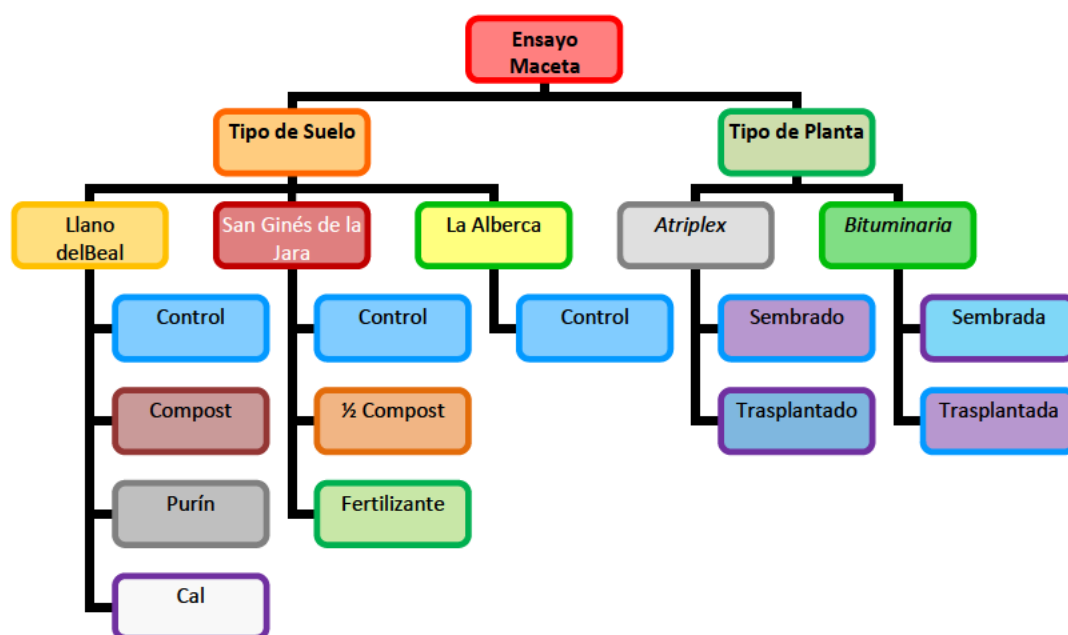 Ensayo
Maceta
Tipo de Suelo
Tipo de Planta
Llano
delBeal
San Ginés de la
Jara
La Alberca
Atriplex
Bituminaria
Control
Control
Control
Sembrado
Sembrada
Compost
½ Compost
Trasplantado
Trasplantada
Purín
Fertilizante
Cal